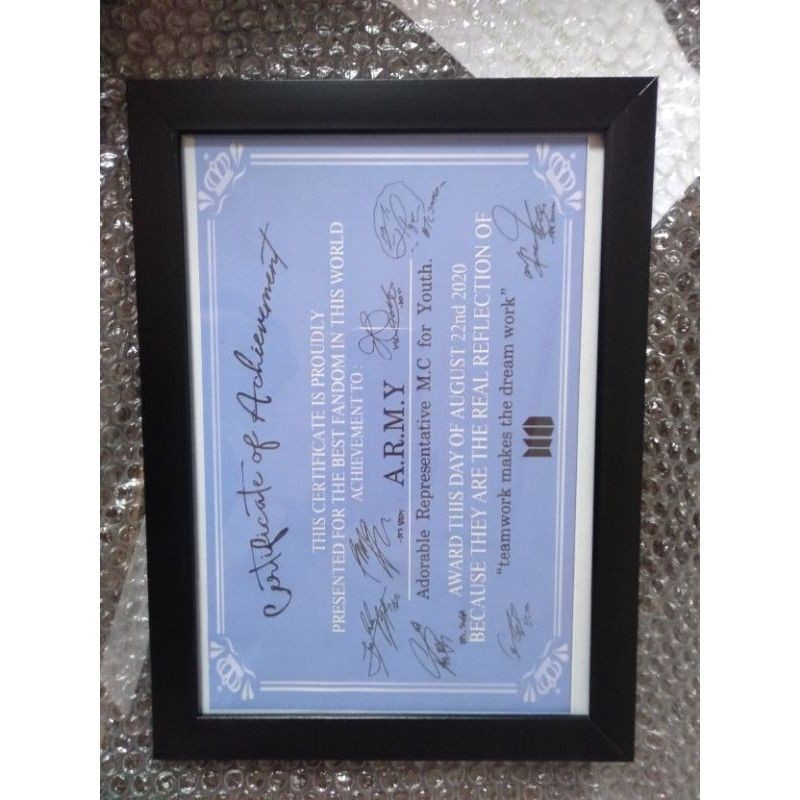 Certificate of Achievement
THIS CERTIFICATE IS PROUDLY
PRESENTED FOR THE BEST FANDOM IN THIS WORLD
ACHIEVEMENT TO :
A.R.M.Y
Adorable Representative M.C for Youth.
AWARD THIS DAY OF AUGUST 22nd 2020
BECAUSE THEY ARE THE REAL REFLECTION OF
“teamwork makes the dream work”